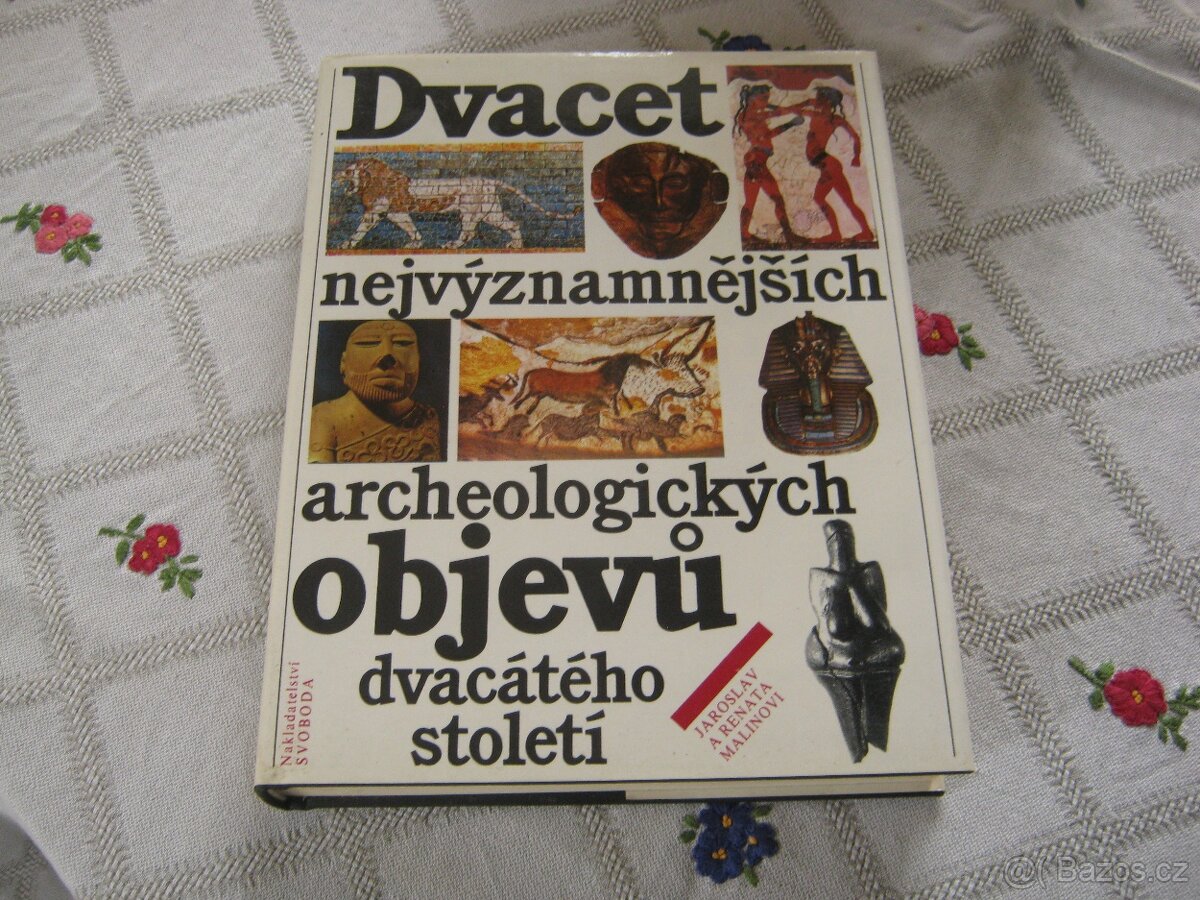 Dvacet
nejvýznamnějších
archeologických
objevů
dvacátého
století
JAROSLAV
A RENATA
MALINOVI
Nakladatelství
SVOBODA
@( Bazos.cz